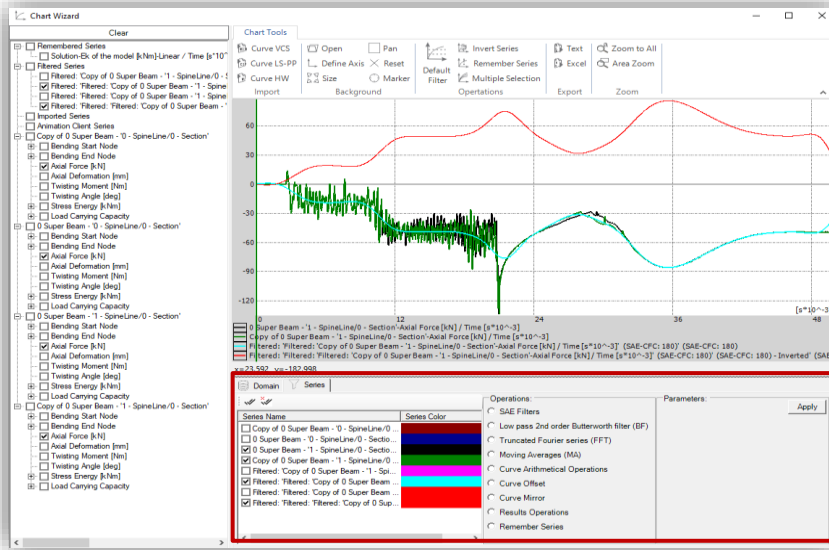 Chart Wizard
Clear
Remembered Series
Solution-Ek of the model [kNm]-Linear / Time [s*10^
Filtered Series
Filtered: 'Copy of 0 Super Beam - '1 - SpineLine/0 -
Filtered: 'Filtered: 'Copy of 0 Super Beam - '1 - Spine
Filtered: 'Filtered: 'Copy of 0 Super Beam - '1 - Spine
Filtered: 'Filtered: 'Filtered: 'Copy of 0 Super Beam -
Imported Series
Animation Client Series
Copy of 0 Super Beam - '0 - SpineLine/0 - Section'
Bending Start Node
Bending End Node
Axial Force [kN]
Axial Deformation [mm]
Twisting Moment [Nm]
Twisting Angle [deg]
Stress Energy [kNm]
Load Carrying Capacity
0 Super Beam - '0 - SpineLine/0 - Section'
Bending Start Node
Bending End Node
Axial Force [kN]
Axial Deformation [mm]
Twisting Moment [Nm]
Twisting Angle [deg]
Stress Energy [kNm]
Load Carrying Capacity
0 Super Beam - '1 - SpineLine/0 - Section'
Bending Start Node
Bending End Node
Axial Force [kN]
Axial Deformation [mm]
Twisting Moment [Nm]
Twisting Angle [deg]
Stress Energy [kNm]
Load Carrying Capacity
Copy of 0 Super Beam - '1 - SpineLine/0 - Section'
Bending Start Node
Bending End Node
Axial Force [kN]
Axial Deformation [mm]
Twisting Moment [Nm]
Twisting Angle [deg]
Stress Energy [kNm]
Load Carrying Capacity
Chart Tools
Curve VCS
Curve LS-PP
Curve HW
Import
Open
Define Axis
Size
Pan
Reset
Marker
Background
Default Filter
Invert Series
Remember Series
Multiple Selection
Opertations
Text
Excel
Export
Zoom to All
Area Zoom
Zoom
60
30
0
-30
-60
-90
-120
[s*10^-3]
0 12 24 36 48
0 Super Beam - '1 - SpineLine/0 - Section'-Axial Force [kN] / Time [s*10^-3]
Copy of 0 Super Beam - '1 - SpineLine/0 - Section'-Axial Force [kN] / Time [s*10^-3]
Filtered: 'Filtered: 'Copy of 0 Super Beam - '1 - SpineLine/0 - Section'-Axial Force [kN] / Time [s*10^-3]' (SAE-CFC: 180)' (SAE-CFC: 180)
Filtered: 'Filtered: 'Filtered: 'Copy of 0 Super Beam - '1 - SpineLine/0 - Section'-Axial Force [kN] / Time [s*10^-3]' (SAE-CFC: 180)' (SAE-CFC: 180) - Inverted' (SAE
x=23,592 y=-182,998
Domain Series
Series Name Series Color
Copy of 0 Super Beam - '0 - SpineLine/0 ...
0 Super Beam - '0 - SpineLine/0 - Sectio...
0 Super Beam - '1 - SpineLine/0 - Sectio...
Copy of 0 Super Beam - '1 - SpineLine/0 ...
Filtered: 'Copy of 0 Super Beam - '1 - Spi...
Filtered: 'Filtered: 'Copy of 0 Super Beam ...
Filtered: 'Filtered: 'Copy of 0 Super Beam ...
Filtered: 'Filtered: 'Filtered: 'Copy of 0 Sup...
Operations:
SAE Filters
Low pass 2nd order Butterworth filter (BF)
Truncated Fourier series (FFT)
Moving Averages (MA)
Curve Arithmetical Operations
Curve Offset
Curve Mirror
Results Operations
Remember Series
Parameters:
Apply